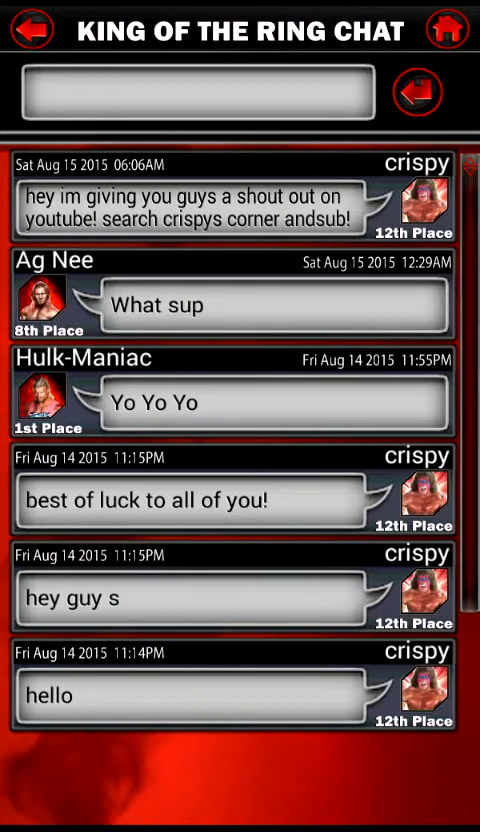 KING OF THE RING CHAT
Sat Aug 15 2015 06:06AM
crispy
hey im giving you guys a shout out on
youtube! search crispys corner andsub!
12th Place
Ag Nee
Sat Aug 15 2015 12:29AM
What sup
8th Place
Hulk-Maniac
Fri Aug 14 2015 11:55PM
Yo Yo Yo
1st Place
Fri Aug 14 2015 11:15PM
crispy
best of luck to all of you!
12th Place
Fri Aug 14 2015 11:15PM
crispy
hey guy s
12th Place
Fri Aug 14 2015 11:14PM
crispy
hello
12th Place